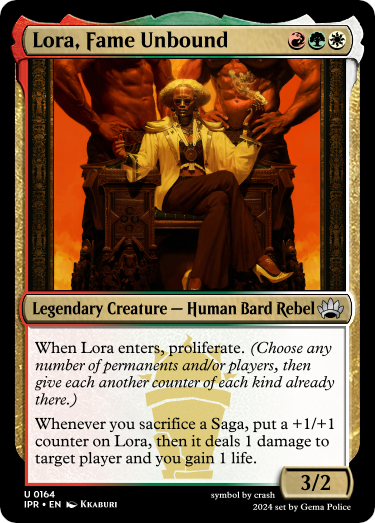 Lora, Fame Unbound
Legendary Creature — Human Bard Rebel
When Lora enters, proliferate. (Choose any
number of permanents and/or players, then
give each another counter of each kind already
there.)
Whenever you sacrifice a Saga, put a +1/+1
counter on Lora, then it deals 1 damage to
target player and you gain 1 life.
3/2
U 0164
IPR • EN Kkaburi
symbol by crash
2024 set by Gema Police